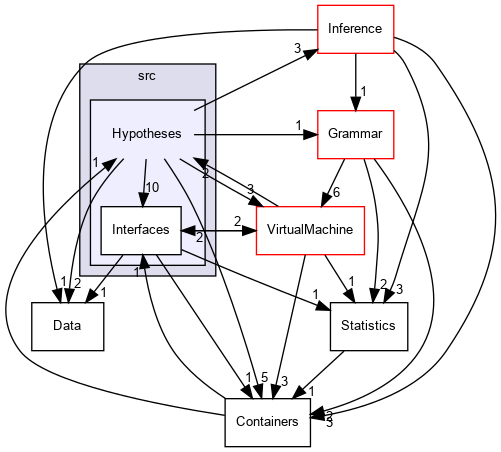 Inference
3
1
src
Hypotheses
1
Grammar
1
10
2
3
6
Interfaces
2
2
VirtualMachine
1
1
2
1
1
1
2
3
Data
Statistics
1
5
3
1
Containers
2
3